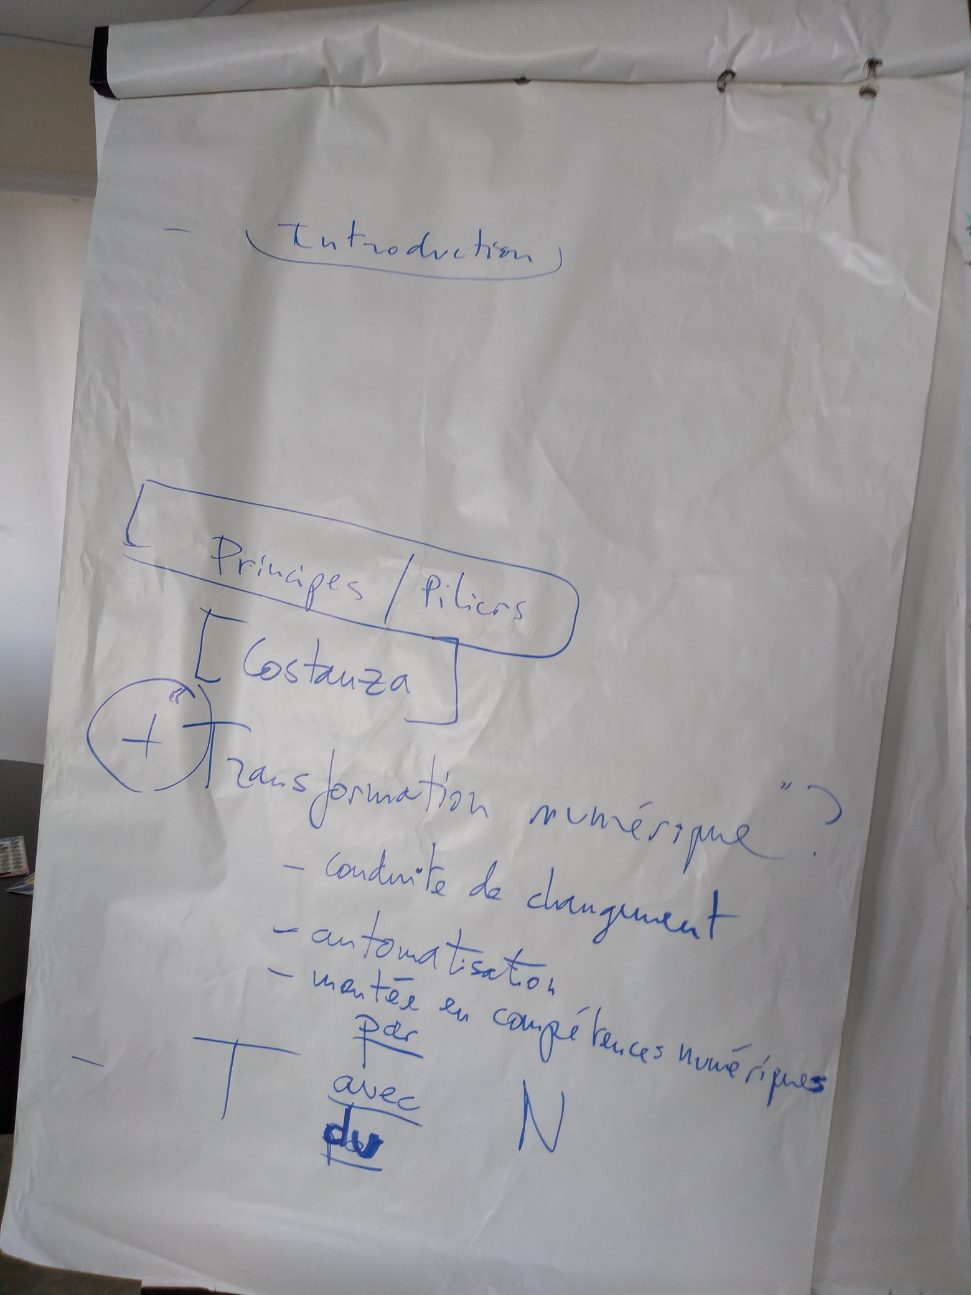 - Introduction
Principes / Piliers
[Costanza]
+ "Transformation numérique" ?
- conduite de changement
- automatisation
- montée en compétences numériques
par
- T avec N
du